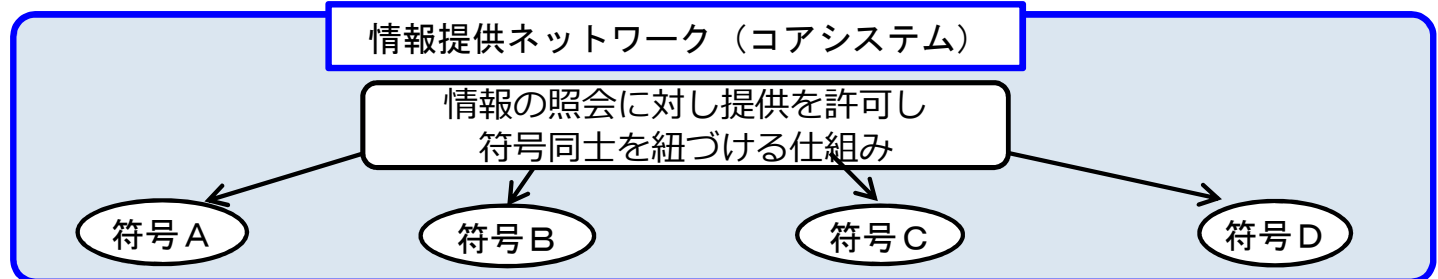 情報提供ネットワーク（コアシステム）
情報の照会に対し提供を許可し
符号同士を紐づける仕組み
符号Ａ
符号Ｂ
符号Ｃ
符号Ｄ